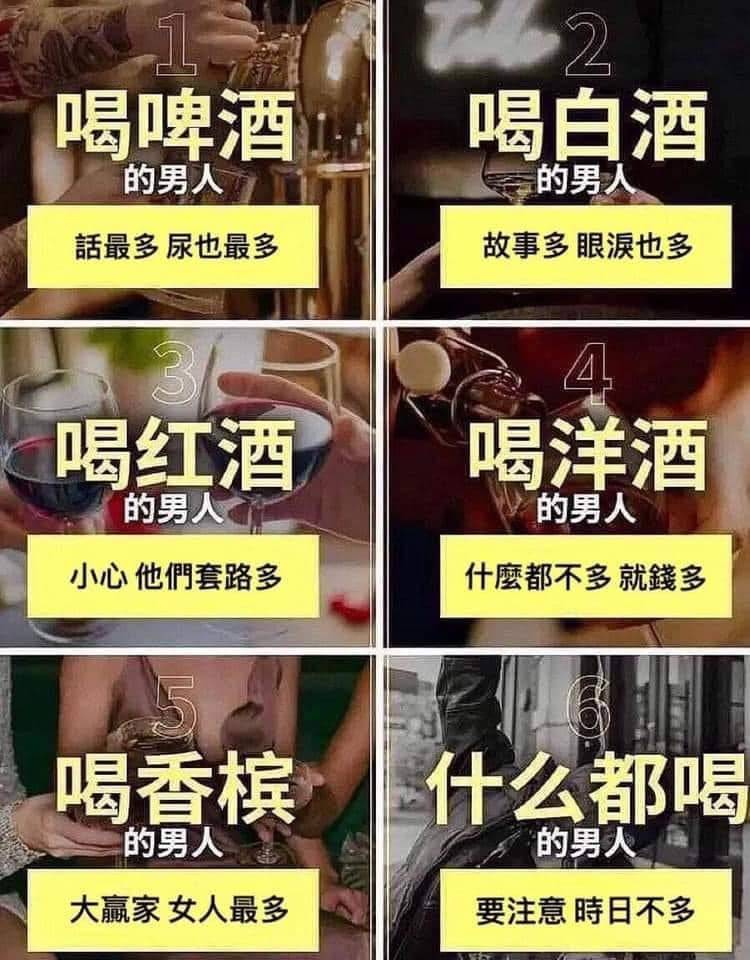 1
喝啤酒
的男人
話最多 尿也最多
2
喝白酒
的男人
故事多 眼淚也多
3
喝红酒
的男人
小心 他們套路多
4
喝洋酒
的男人
什麼都不多 就錢多
5
喝香槟
的男人
大贏家 女人最多
6
什么都喝
的男人
要注意 時日不多